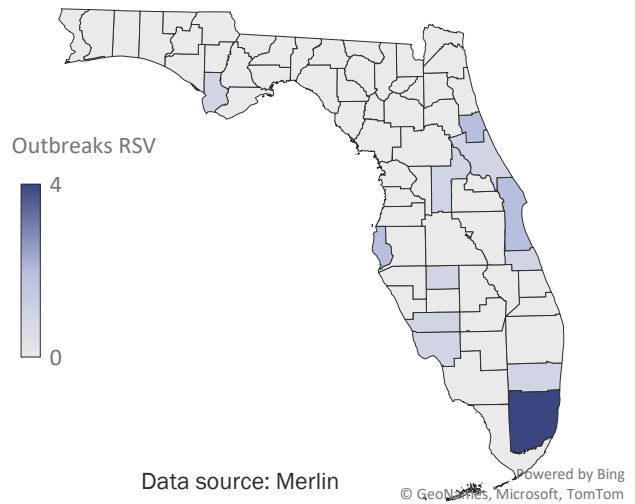 Outbreaks RSV
4
0
Data source: Merlin
Powered by Bing
© GeoNames, Microsoft, TomTom